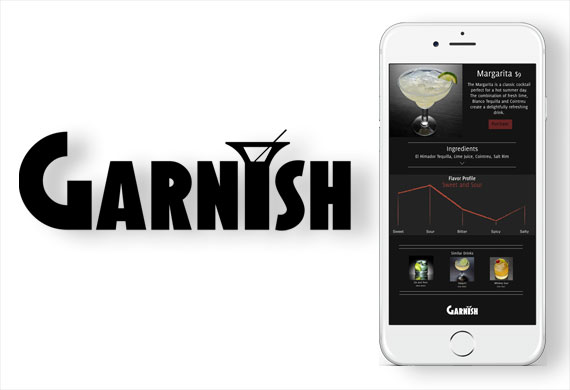 GARNISH
Margarita $9
The Margarita is a classic cocktail
perfect for a hot summer day.
The combination of fresh lime,
Blanco Tequila and Cointreu
create a delightfully refreshing
drink.
Ingredients
El Jimador Tequila, Lime Juice, Cointreu, Salt Rim
Flavor Profile
Sweet and Sour
Sweet Sour Bitter Spicy Salty
Similar Drinks
GARNISH